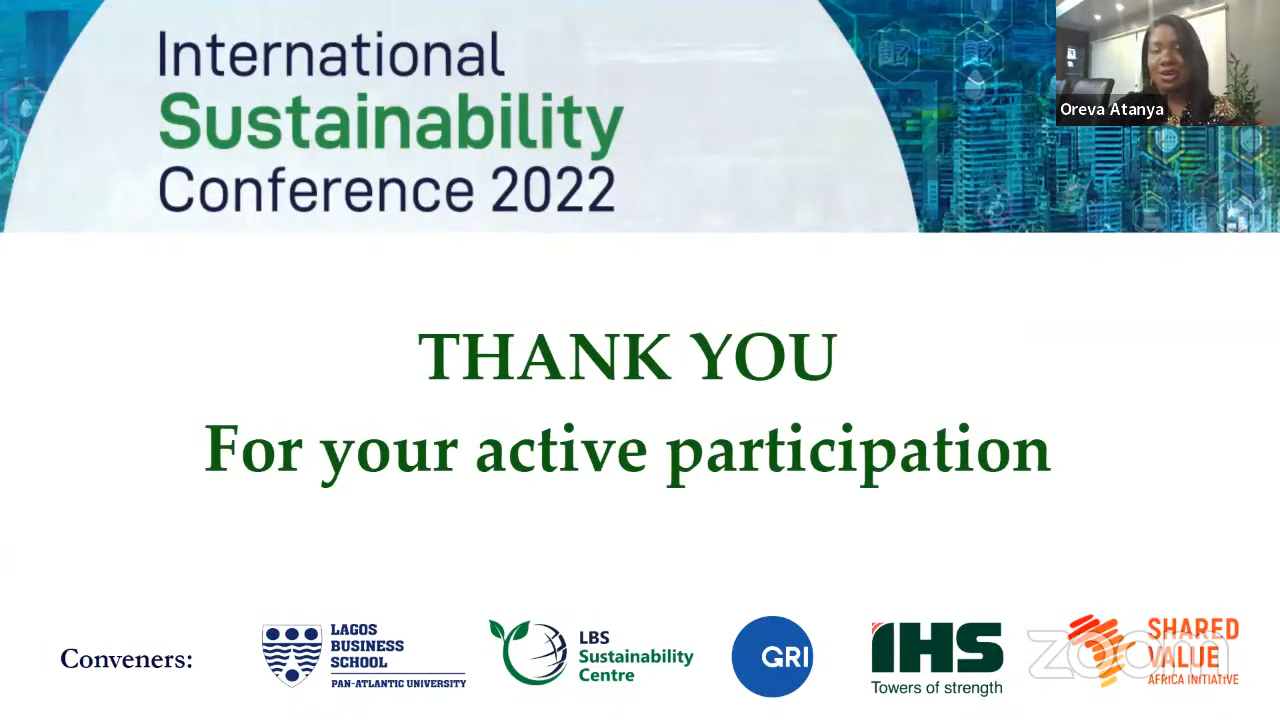 International
Sustainability
Conference 2022
Oreva Atanya
THANK YOU
For your active participation
Conveners:
LAGOS
BUSINESS
SCHOOL
PAN-ATLANTIC UNIVERSITY
LBS
Sustainability
Centre
GRI
IHS
Towers of strength
SHARED
VALUE
AFRICA INITIATIVE
zoom